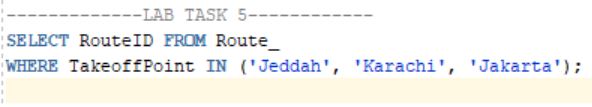 -------------LAB TASK 5------------
SELECT RouteID FROM Route_
WHERE TakeoffPoint IN ('Jeddah', 'Karachi', 'Jakarta');